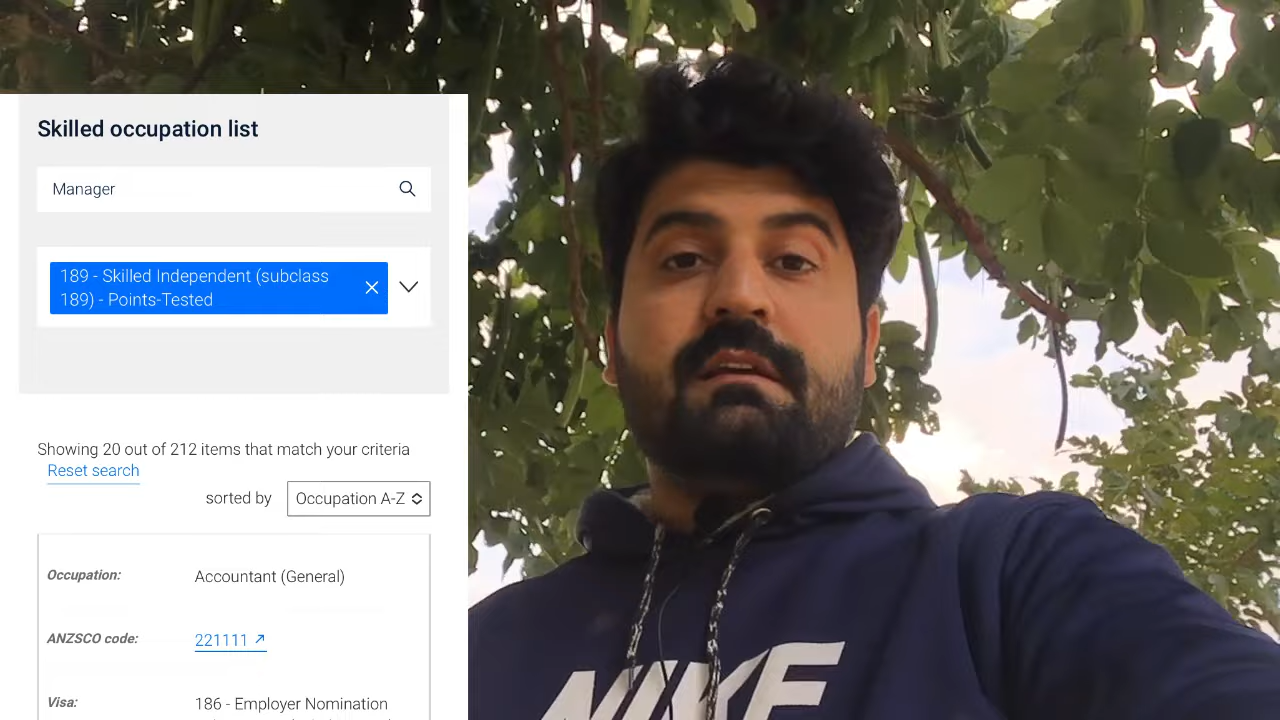 Skilled occupation list
Manager
189 - Skilled Independent (subclass
189) - Points-Tested
Showing 20 out of 212 items that match your criteria
Reset search
sorted by
Occupation A-Z
Occupation:
Accountant (General)
ANZSCO code:
221111
Visa:
186 - Employer Nomination
NIKE